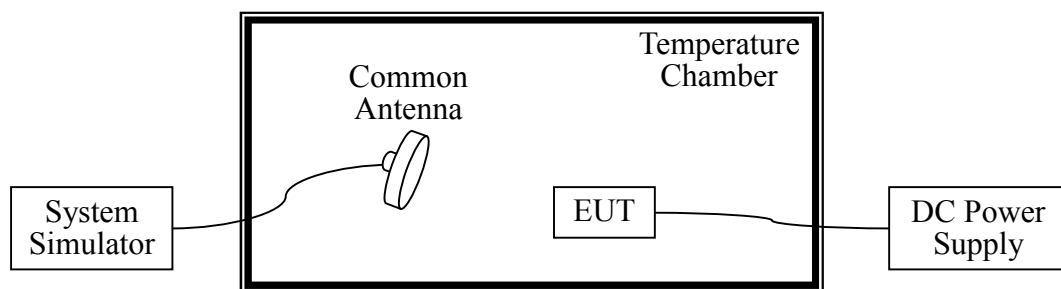 Temperature
Chamber
Common
Antenna
System
Simulator
EUT
DC Power
Supply